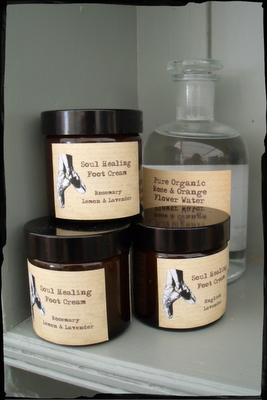 Soul Healing
Foot Cream
Rosemary
Lemon & Lavender
Pure Organic
Rose & Orange
Flower Water
Soul Healing
Foot Cream
Rosemary
Lemon & Lavender
Soul Healing
Foot Cream
English
Lavender